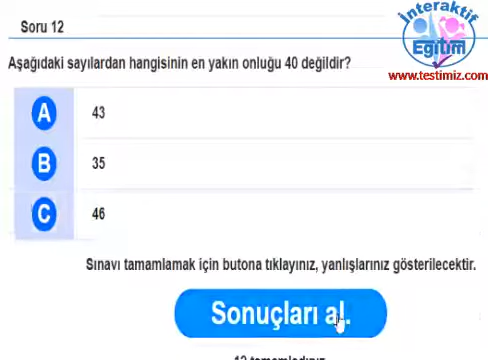 Soru 12
interaktif
Eğitim
www.testimiz.com
Aşağıdaki sayılardan hangisinin en yakın onluğu 40 değildir?
A 43
B 35
C 46
Sınavı tamamlamak için butona tıklayınız, yanlışlarınız gösterilecektir.
Sonuçları al.